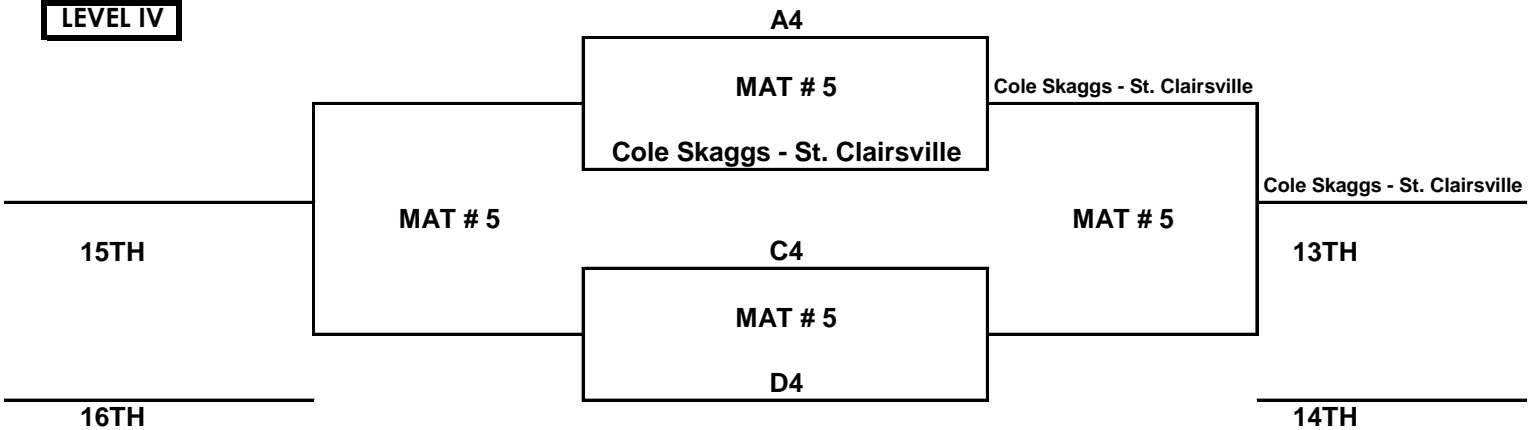 LEVEL IV
A4
MAT # 5
Cole Skaggs - St. Clairsville
Cole Skaggs - St. Clairsville
Cole Skaggs - St. Clairsville
MAT # 5
MAT # 5
15TH
C4
13TH
MAT # 5
D4
16TH
14TH